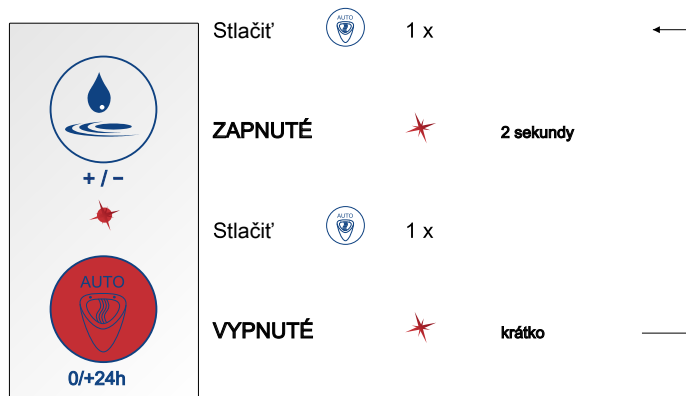 Stlačiť AUTO 1 x
ZAPNUTÉ 2 sekundy
+ / −
Stlačiť AUTO 1 x
AUTO
VYPNUTÉ krátko
0/+24h